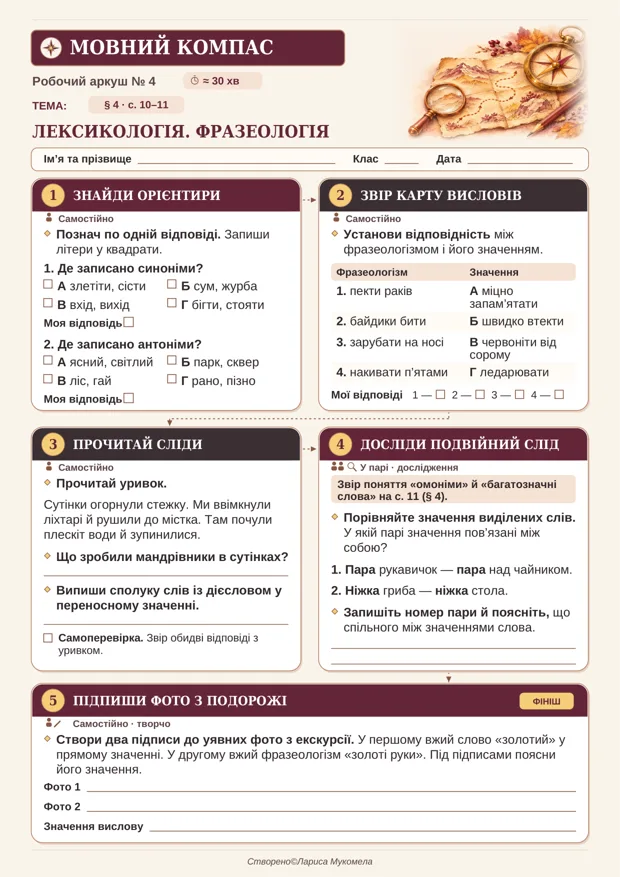 МОВНИЙ КОМПАС
Робочий аркуш № 4
≈ 30 хв
ТЕМА:
§ 4 · с. 10–11
ЛЕКСИКОЛОГІЯ. ФРАЗЕОЛОГІЯ
Ім’я та прізвище
Клас
Дата
1 ЗНАЙДИ ОРІЄНТИРИ
Самостійно
Познач по одній відповіді. Запиши
літери у квадрати.
1. Де записано синоніми?
А злетіти, сісти
Б сум, журба
В вхід, вихід
Г бігти, стояти
Моя відповідь
2. Де записано антоніми?
А ясний, світлий
Б парк, сквер
В ліс, гай
Г рано, пізно
Моя відповідь
2 ЗВІР КАРТУ ВИСЛОВІВ
Самостійно
Установи відповідність між
фразеологізмом і його значенням.
Фразеологізм
Значення
1. пекти раків
А міцно
запам’ятати
2. байдики бити
Б швидко втекти
3. зарубати на носі
В червоніти від
сорому
4. накивати п’ятами
Г ледарювати
Мої відповіді 1 — 2 — 3 — 4 —
3 ПРОЧИТАЙ СЛІДИ
Самостійно
Прочитай уривок.
Сутінки огорнули стежку. Ми ввімкнули
ліхтарі й рушили до містка. Там почули
плескіт води й зупинилися.
Що зробили мандрівники в сутінках?
Випиши сполуку слів із дієсловом у
переносному значенні.
Самоперевірка. Звір обидві відповіді з
уривком.
4 ДОСЛІДИ ПОДВІЙНИЙ СЛІД
У парі · дослідження
Звір поняття «омоніми» й «багатозначні
слова» на с. 11 (§ 4).
Порівняйте значення виділених слів.
У якій парі значення пов’язані між
собою?
1. Пара рукавичок — пара над чайником.
2. Ніжка гриба — ніжка стола.
Запишіть номер пари й поясніть, що
спільного між значеннями слова.
5 ПІДПИШИ ФОТО З ПОДОРОЖІ
ФІНІШ
Самостійно · творчо
Створи два підписи до уявних фото з екскурсії. У першому вжий слово «золотий» у
прямому значенні. У другому вжий фразеологізм «золоті руки». Під підписами поясни
його значення.
Фото 1
Фото 2
Значення вислову
Створено©Лариса Мукомела